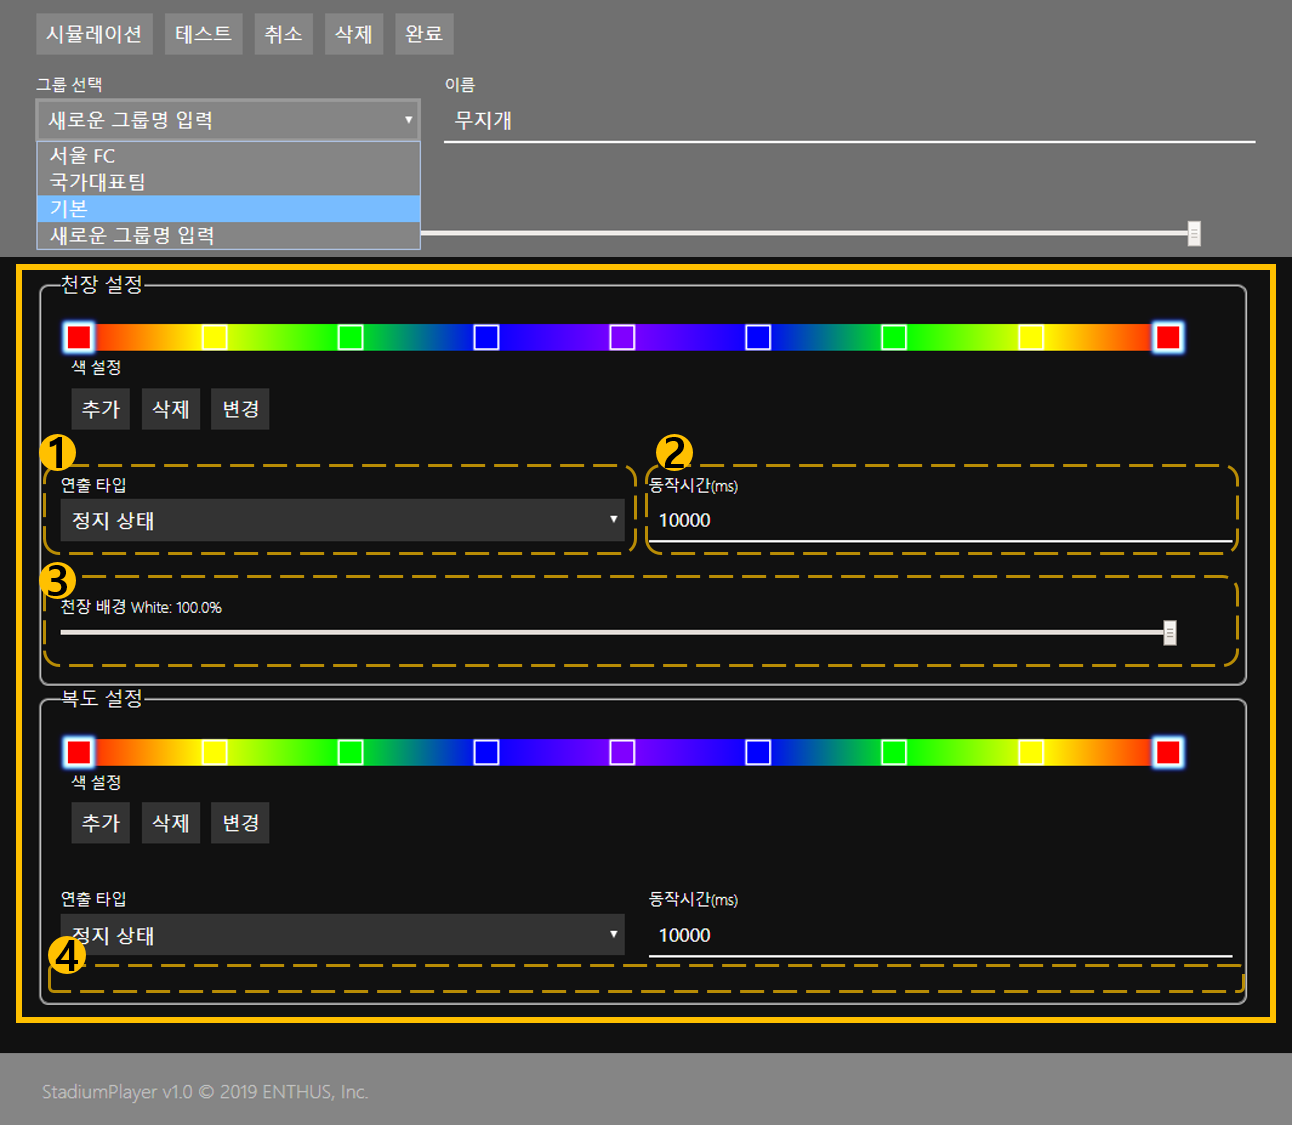 시뮬레이션 테스트 취소 삭제 완료
그룹 선택 이름
새로운 그룹명 입력 무지개
서울 FC
국가대표팀
기본
새로운 그룹명 입력
천장 설정
색 설정
추가 삭제 변경
1 2
연출 타입 동작시간(ms)
정지 상태 10000
3
천장 배경 White: 100.0%
복도 설정
색 설정
추가 삭제 변경
연출 타입 동작시간(ms)
정지 상태 10000
4
StadiumPlayer v1.0 © 2019 ENTHUS, Inc.